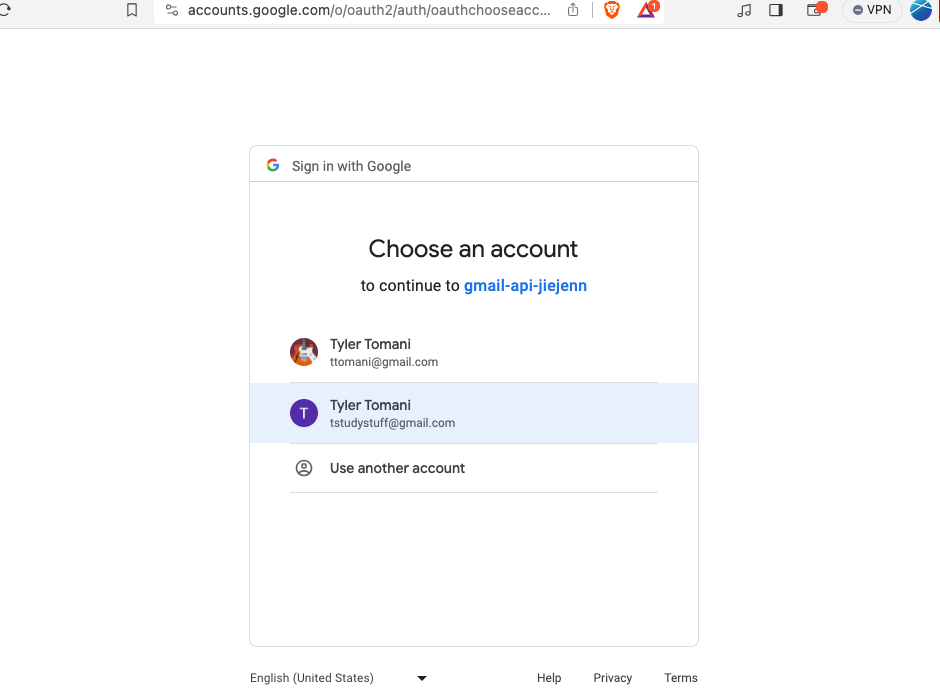 accounts.google.com/o/oauth2/auth/oauthchooseacc...
1
VPN
Sign in with Google
Choose an account
to continue to gmail-api-jiejenn
Tyler Tomani
ttomani@gmail.com
T
Tyler Tomani
tstudystuff@gmail.com
Use another account
English (United States)
Help
Privacy
Terms